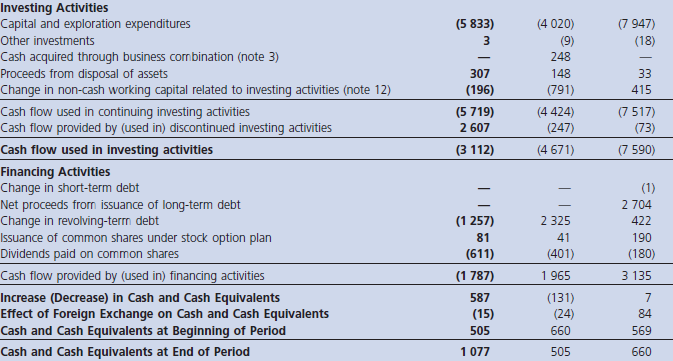 Investing Activities
Capital and exploration expenditures (5 833) (4 020) (7 947)
Other investments 3 (9) (18)
Cash acquired through business combination (note 3) — 248 —
Proceeds from disposal of assets 307 148 33
Change in non-cash working capital related to investing activities (note 12) (196) (791) 415
Cash flow used in continuing investing activities (5 719) (4 424) (7 517)
Cash flow provided by (used in) discontinued investing activities 2 607 (247) (73)
Cash flow used in investing activities (3 112) (4 671) (7 590)
Financing Activities
Change in short-term debt — — (1)
Net proceeds from issuance of long-term debt — — 2 704
Change in revolving-term debt (1 257) 2 325 422
Issuance of common shares under stock option plan 81 41 190
Dividends paid on common shares (611) (401) (180)
Cash flow provided by (used in) financing activities (1 787) 1 965 3 135
Increase (Decrease) in Cash and Cash Equivalents 587 (131) 7
Effect of Foreign Exchange on Cash and Cash Equivalents (15) (24) 84
Cash and Cash Equivalents at Beginning of Period 505 660 569
Cash and Cash Equivalents at End of Period 1 077 505 660